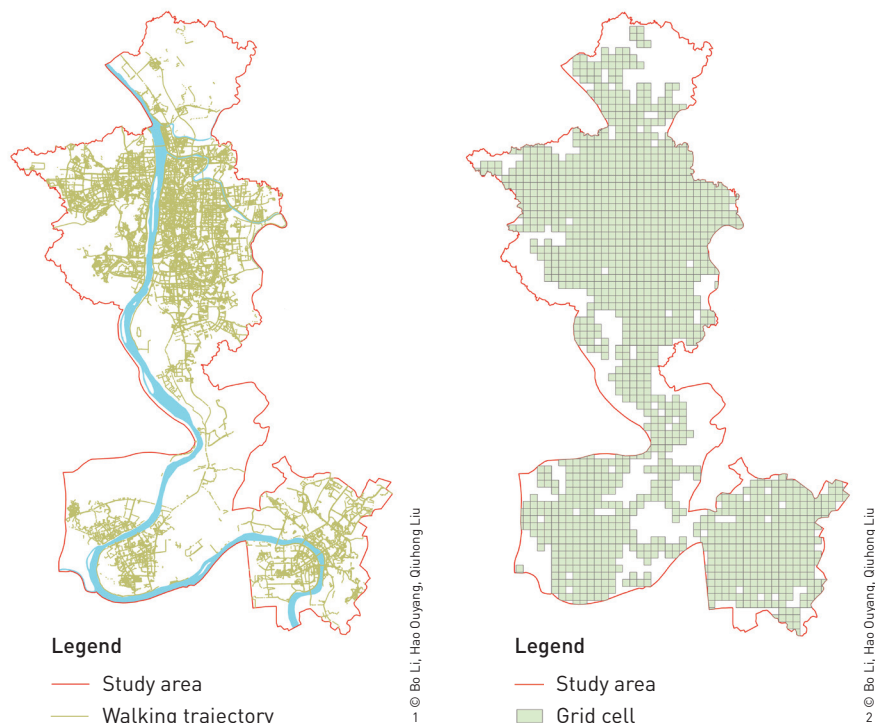 Legend
Study area
Walking trajectory
1 © Bo Li, Hao Ouyang, Qiuhong Liu
Legend
Study area
Grid cell
2 © Bo Li, Hao Ouyang, Qiuhong Liu